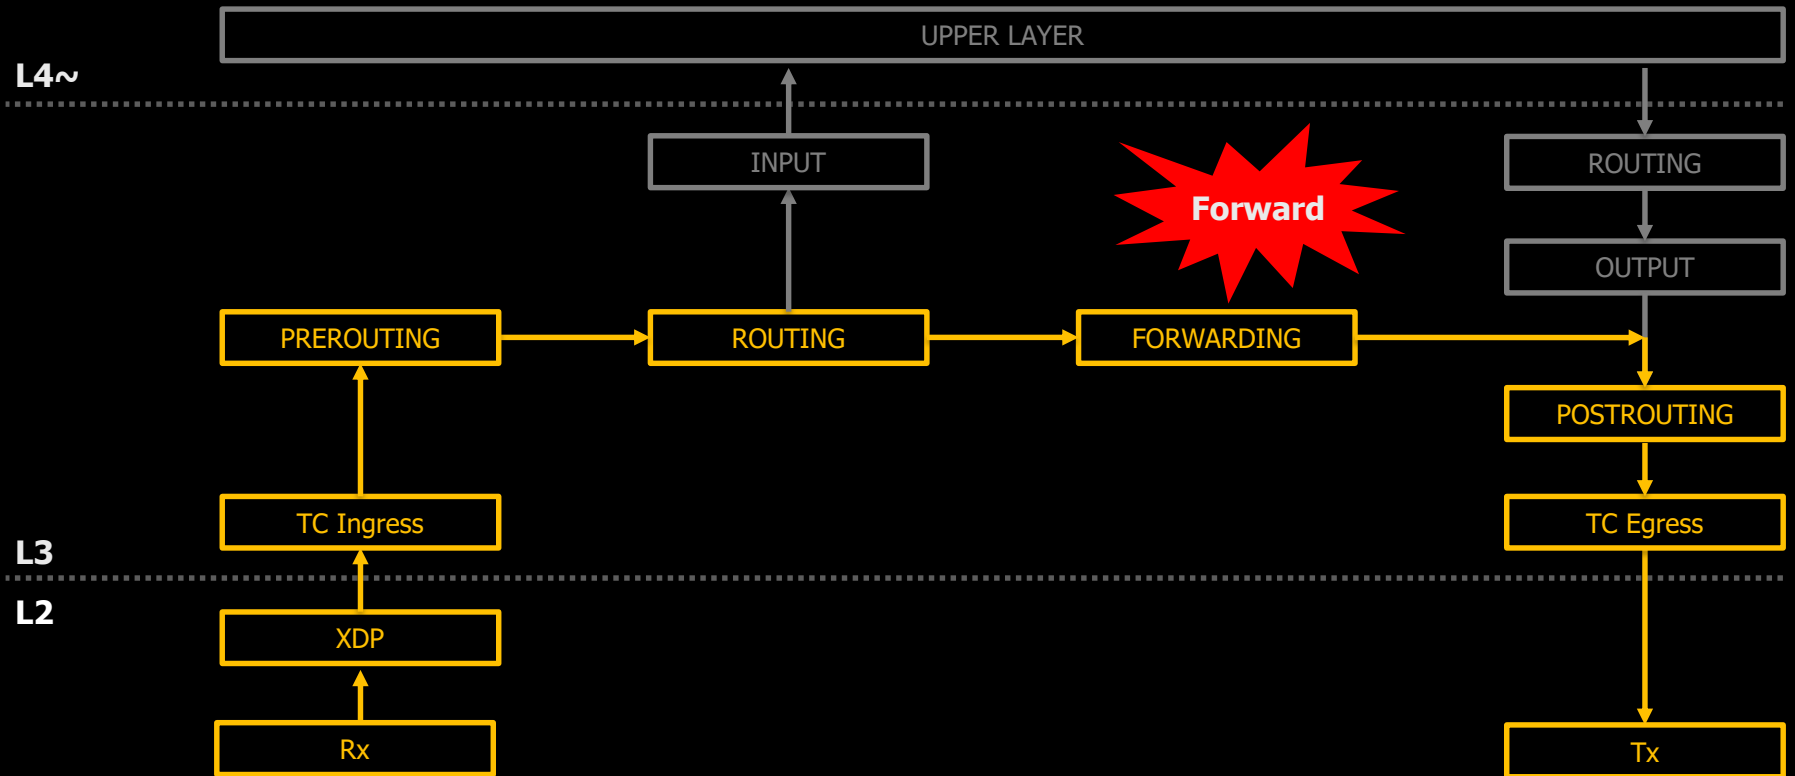 UPPER LAYER
L4~
INPUT
Forward
ROUTING
OUTPUT
PREROUTING
ROUTING
FORWARDING
POSTROUTING
TC Ingress
TC Egress
L3
L2
XDP
Rx
Tx